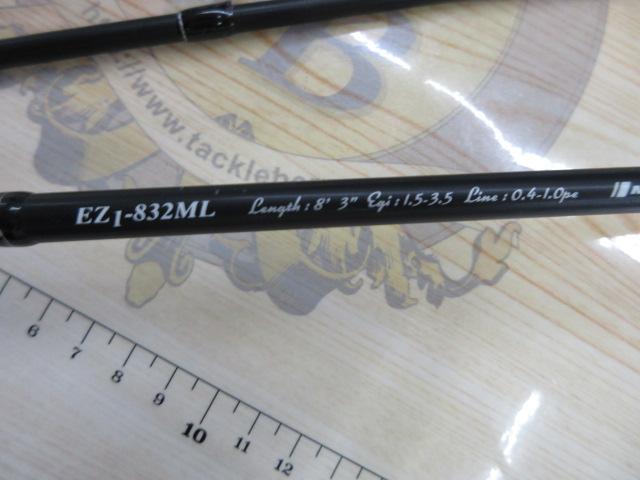 B
://www.tacklebe
EZ1-832ML Length : 8' 3" Egi : 1.5-3.5 Line : 0.4-1.0pe
6 7 8 9 10 11 12